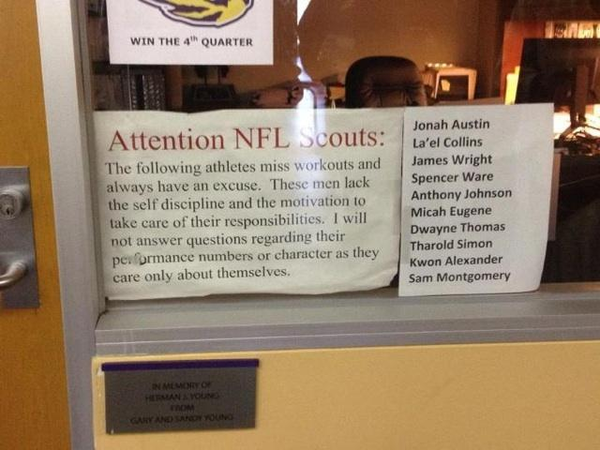 WIN THE 4th QUARTER
Attention NFL Scouts:
The following athletes miss workouts and
always have an excuse. These men lack
the self discipline and the motivation to
take care of their responsibilities. I will
not answer questions regarding their
performance numbers or character as they
care only about themselves.
Jonah Austin
La'el Collins
James Wright
Spencer Ware
Anthony Johnson
Micah Eugene
Dwayne Thomas
Tharold Simon
Kwon Alexander
Sam Montgomery
IN MEMORY OF
HERMAN J. YOUNG
FROM
GARY AND SANDY YOUNG